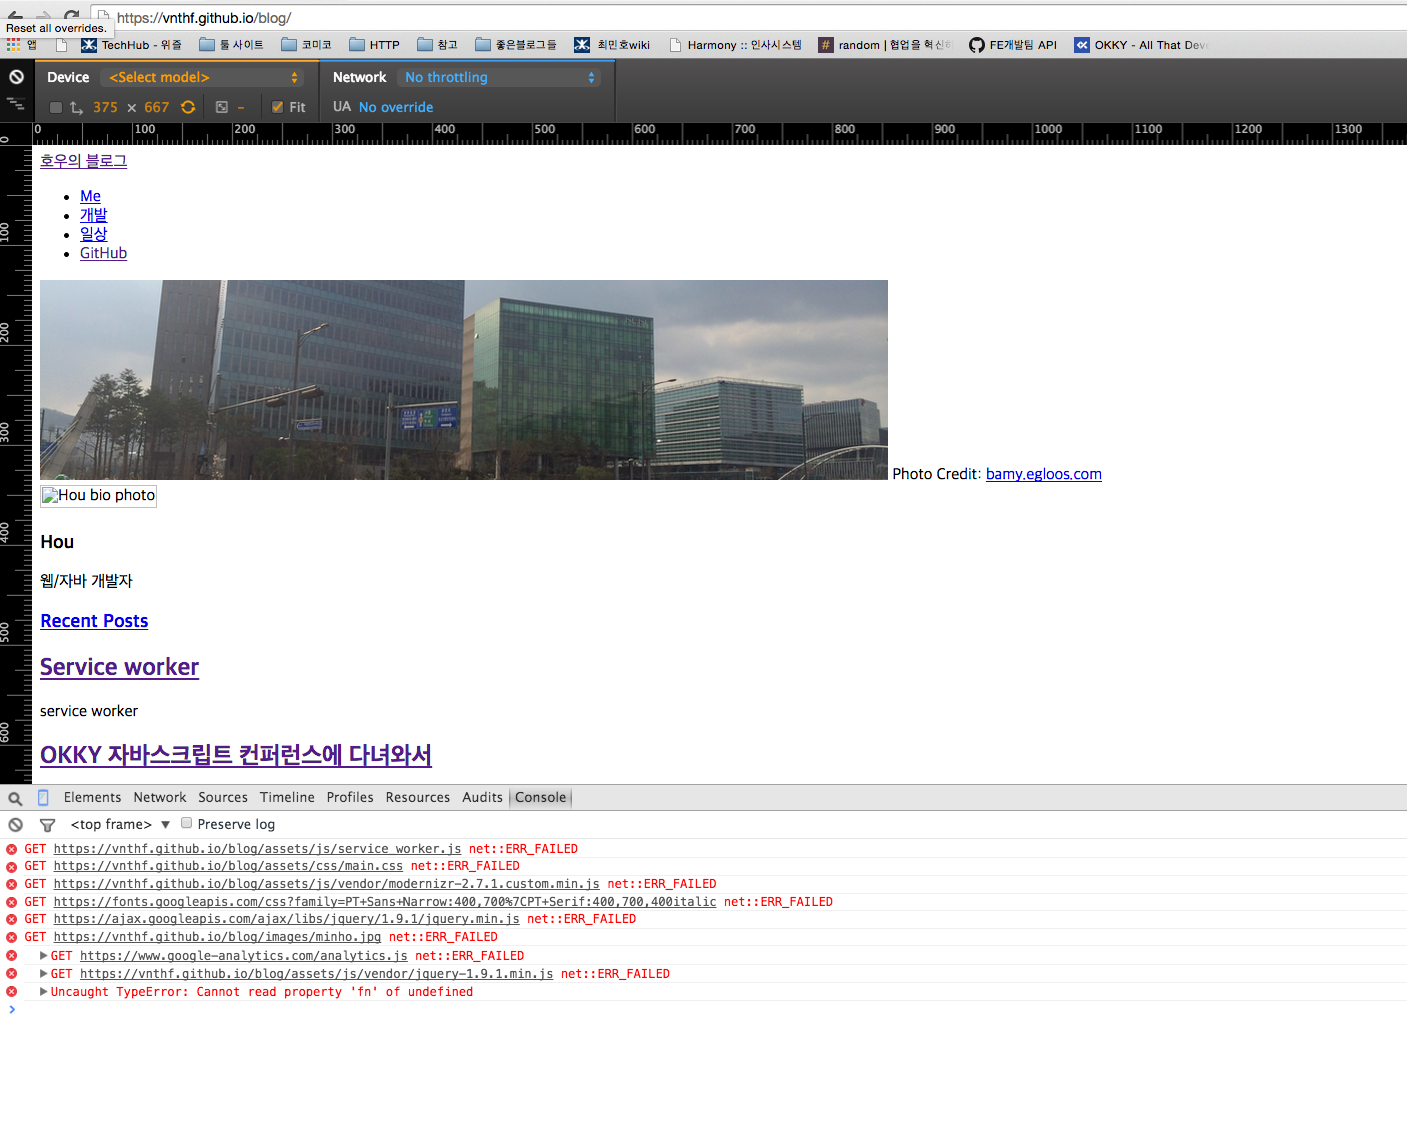 https://vnthf.github.io/blog/
Reset all overrides.
앱 TechHub - 위즐 툴 사이트 코미코 HTTP 참고 좋은블로그들 최민호wiki Harmony :: 인사시스템 random | 협업을 혁신하 FE개발팀 API OKKY - All That Deve
Device <Select model> Network No throttling
375 × 667 – Fit UA No override
0 100 200 300 400 500 600 700 800 900 1000 1100 1200 1300
0
100
200
300
400
500
600
호우의 블로그
Me
개발
일상
GitHub
Photo Credit: bamy.egloos.com
Hou bio photo
Hou
웹/자바 개발자
Recent Posts
Service worker
service worker
OKKY 자바스크립트 컨퍼런스에 다녀와서
Elements Network Sources Timeline Profiles Resources Audits Console
<top frame> ▼ Preserve log
GET https://vnthf.github.io/blog/assets/js/service_worker.js net::ERR_FAILED
GET https://vnthf.github.io/blog/assets/css/main.css net::ERR_FAILED
GET https://vnthf.github.io/blog/assets/js/vendor/modernizr-2.7.1.custom.min.js net::ERR_FAILED
GET https://fonts.googleapis.com/css?family=PT+Sans+Narrow:400,700%7CPT+Serif:400,700,400italic net::ERR_FAILED
GET https://ajax.googleapis.com/ajax/libs/jquery/1.9.1/jquery.min.js net::ERR_FAILED
GET https://vnthf.github.io/blog/images/minho.jpg net::ERR_FAILED
▶GET https://www.google-analytics.com/analytics.js net::ERR_FAILED
▶GET https://vnthf.github.io/blog/assets/js/vendor/jquery-1.9.1.min.js net::ERR_FAILED
▶Uncaught TypeError: Cannot read property 'fn' of undefined
>